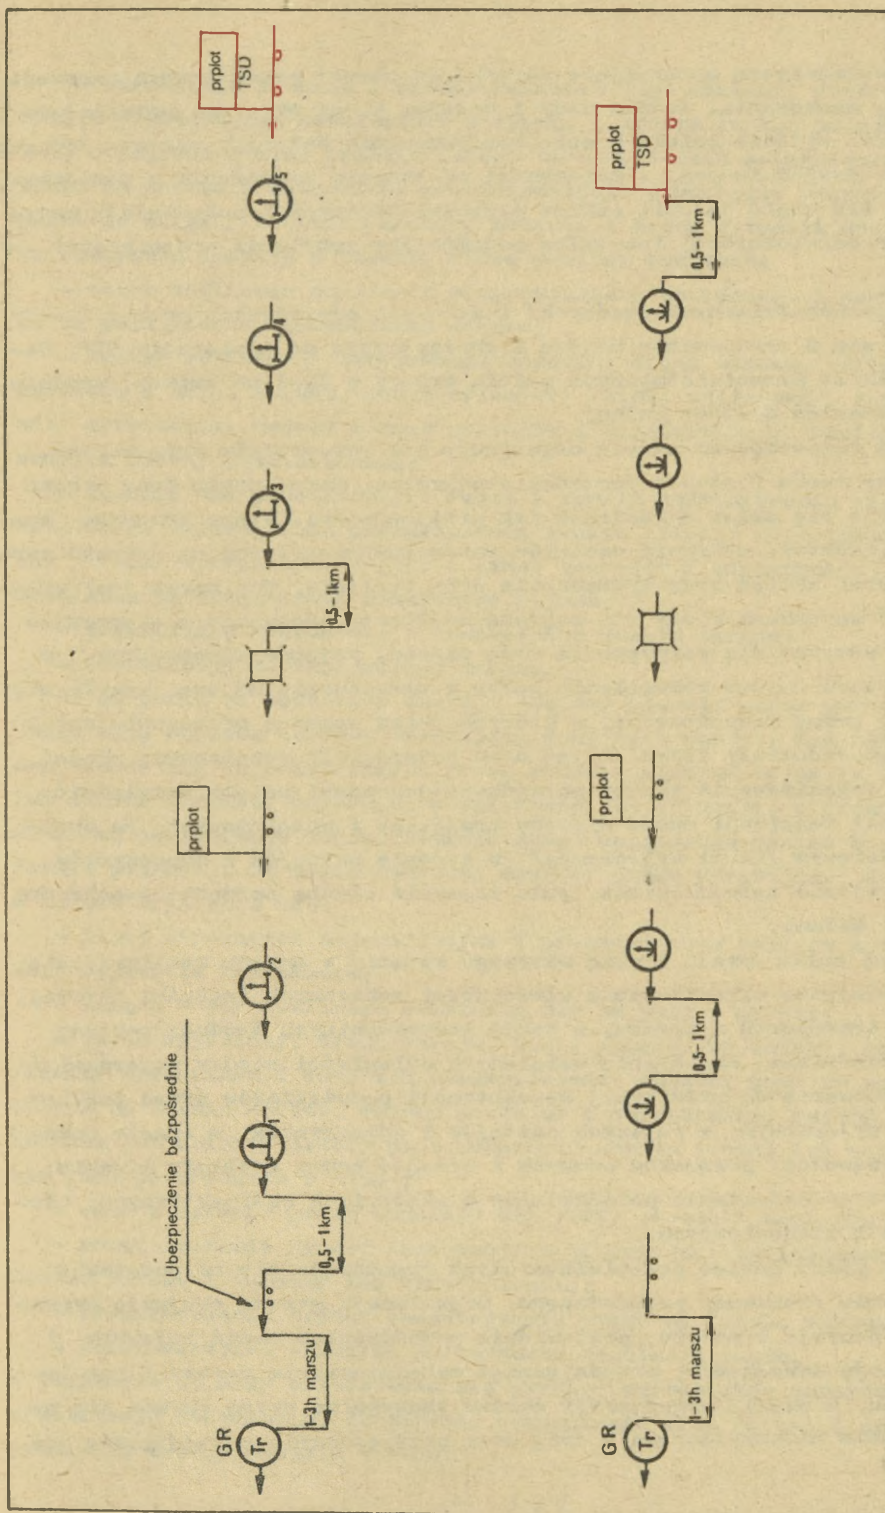 GR
Tr
1-3h marszu
Ubezpieczenie bezpośrednie
0,5-1km
1
2
prplot
0,5-1km
3
4
5
prplot
TSD
GR
Tr
1-3h marszu
0,5-1km
prplot
0,5-1km
prplot
TSD